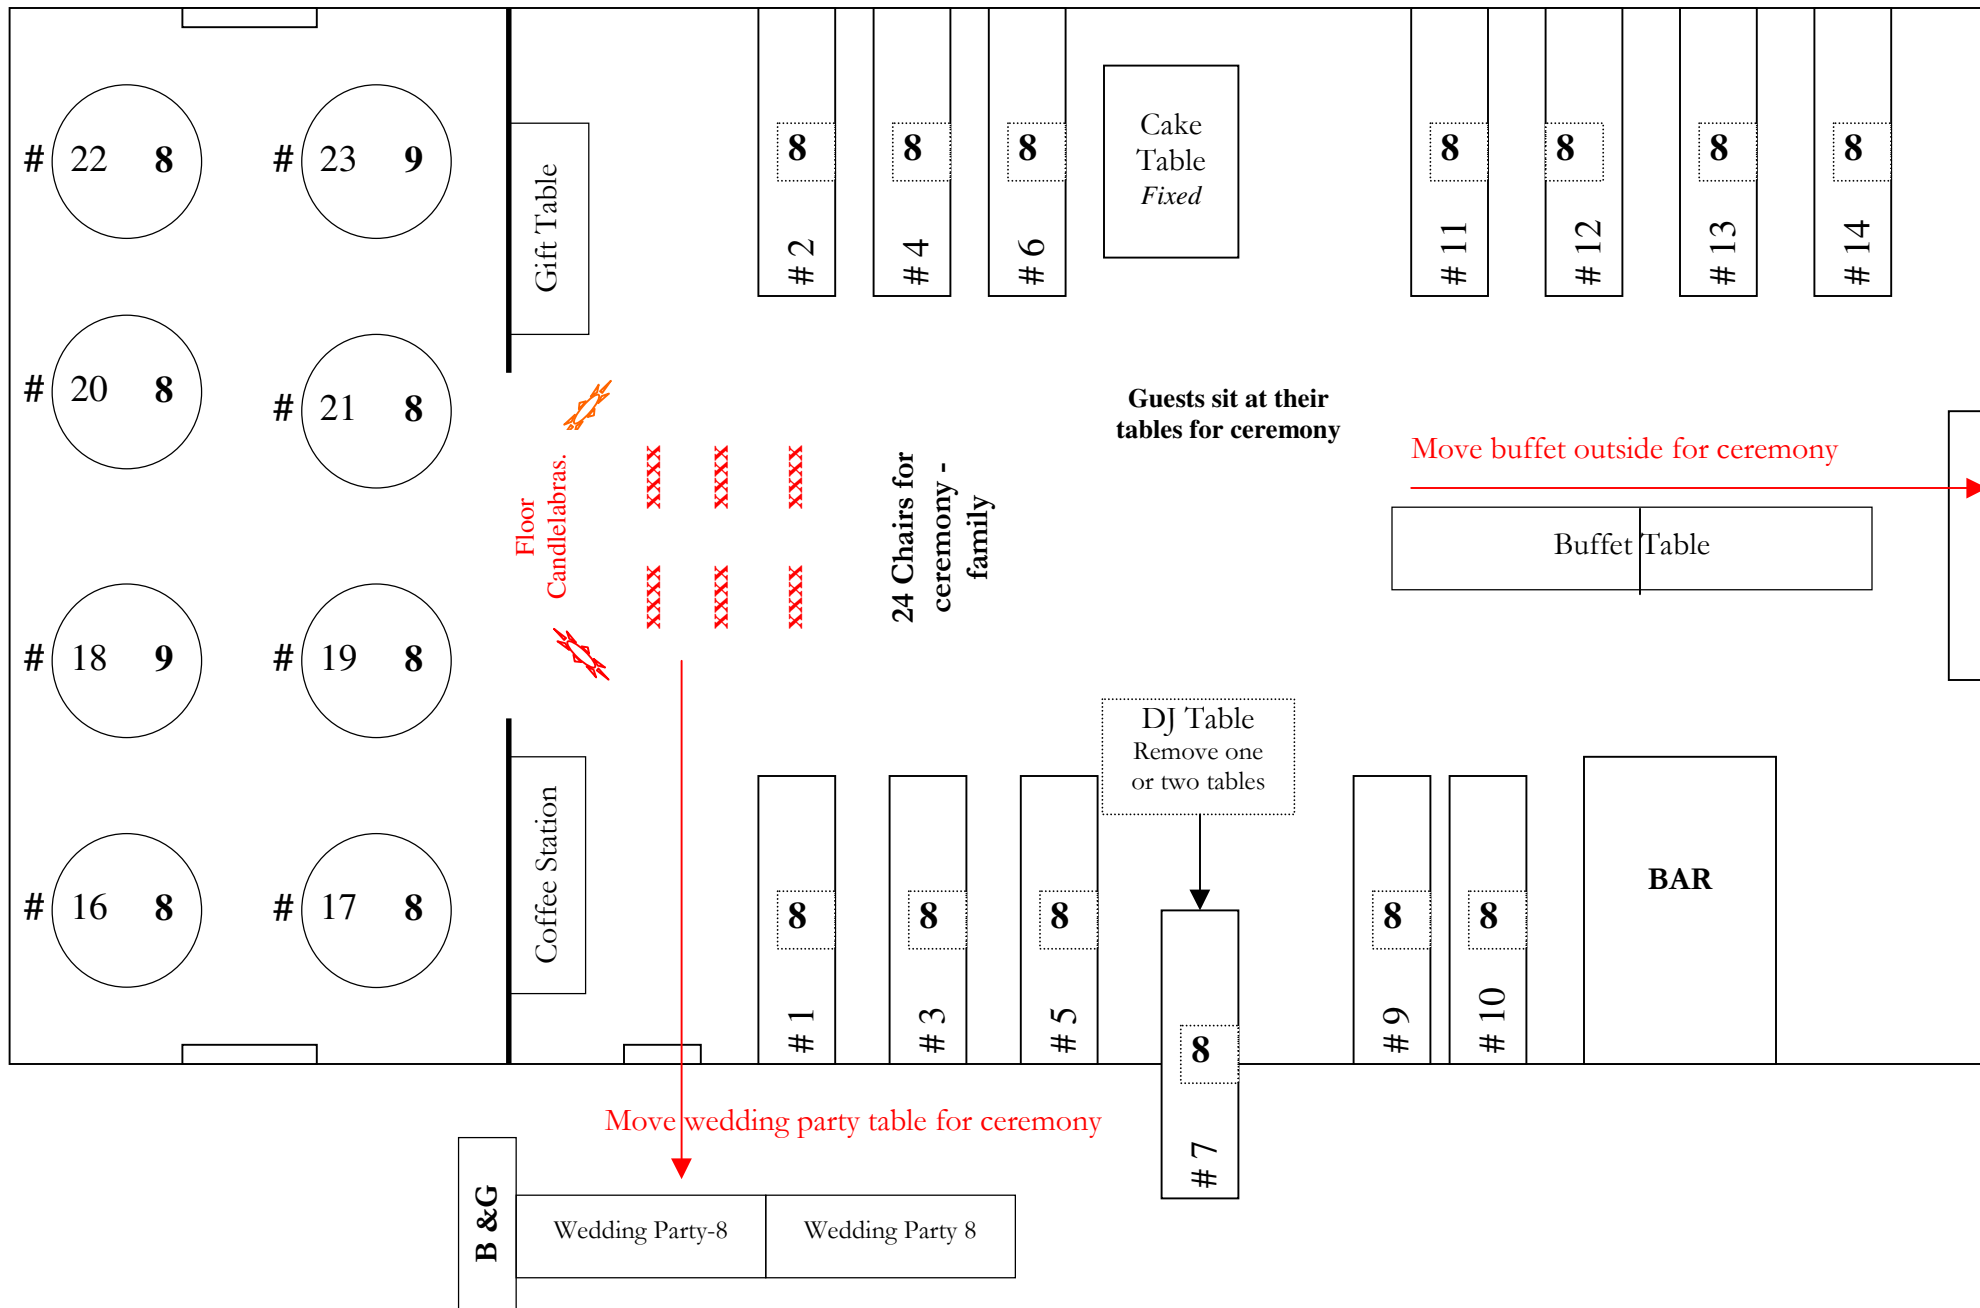 # 22 8
# 23 9
# 20 8
# 21 8
# 18 9
# 19 8
# 16 8
# 17 8
Gift Table
Coffee Station
Floor
Candlelabras.
xxxx xxxx xxxx
xxxx xxxx xxxx
24 Chairs for
ceremony -
family
8
# 2
8
# 4
8
# 6
Cake
Table
Fixed
8
# 11
8
# 12
8
# 13
8
# 14
Guests sit at their
tables for ceremony
Move buffet outside for ceremony
Buffet Table
DJ Table
Remove one
or two tables
8
# 1
8
# 3
8
# 5
8
# 7
8
# 9
8
# 10
BAR
Move wedding party table for ceremony
B &G
Wedding Party-8
Wedding Party 8